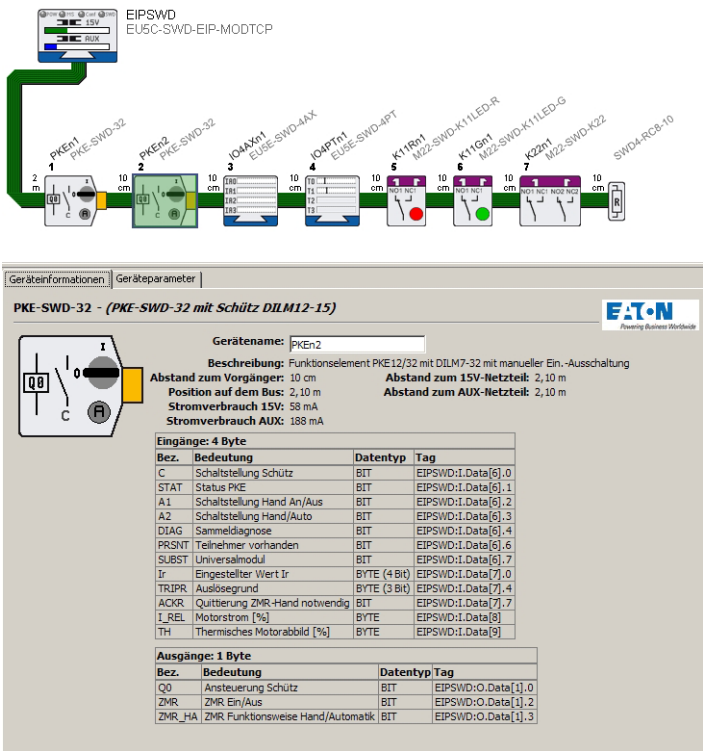 POW MS Conf SWD
15V
AUX
EIPSWD
EU5C-SWD-EIP-MODTCP
PKEn1
PKE-SWD-32
PKEn2
PKE-SWD-32
IO4AXn1
EU5E-SWD-4AX
IO4PTn1
EU5E-SWD-4PT
K11Rn1
M22-SWD-K11LED-R
K11Gn1
M22-SWD-K11LED-G
K22n1
M22-SWD-K22
SWD4-RC8-10
1 2 3 4 5 6 7
2 m
10 cm
10 cm
10 cm
10 cm
10 cm
10 cm
10 cm
Q0 I 0 C A
Q0 I 0 C A
IA0
IA1
IA2
IA3
T0
T1
T2
T3
NO1 NC1
NO1 NC1
NO1 NC1 NO2 NC2
R
Geräteinformationen Geräteparameter
PKE-SWD-32 - (PKE-SWD-32 mit Schütz DILM12-15)
EATON
Powering Business Worldwide
I
Q0 0
C A
Gerätename: PKEn2
Beschreibung: Funktionselement PKE12/32 mit DILM7-32 mit manueller Ein.-Ausschaltung
Abstand zum Vorgänger: 10 cm Abstand zum 15V-Netzteil: 2,10 m
Position auf dem Bus: 2,10 m Abstand zum AUX-Netzteil: 2,10 m
Stromverbrauch 15V: 58 mA
Stromverbrauch AUX: 188 mA
Eingänge: 4 Byte
Bez. Bedeutung Datentyp Tag
C Schaltstellung Schütz BIT EIPSWD:I.Data[6].0
STAT Status PKE BIT EIPSWD:I.Data[6].1
A1 Schaltstellung Hand An/Aus BIT EIPSWD:I.Data[6].2
A2 Schaltstellung Hand/Auto BIT EIPSWD:I.Data[6].3
DIAG Sammeldiagnose BIT EIPSWD:I.Data[6].4
PRSNT Teilnehmer vorhanden BIT EIPSWD:I.Data[6].6
SUBST Universalmodul BIT EIPSWD:I.Data[6].7
Ir Eingestellter Wert Ir BYTE (4 Bit) EIPSWD:I.Data[7].0
TRIPR Auslösegrund BYTE (3 Bit) EIPSWD:I.Data[7].4
ACKR Quittierung ZMR-Hand notwendig BIT EIPSWD:I.Data[7].7
I_REL Motorstrom [%] BYTE EIPSWD:I.Data[8]
TH Thermisches Motorabbild [%] BYTE EIPSWD:I.Data[9]
Ausgänge: 1 Byte
Bez. Bedeutung Datentyp Tag
Q0 Ansteuerung Schütz BIT EIPSWD:O.Data[1].0
ZMR ZMR Ein/Aus BIT EIPSWD:O.Data[1].2
ZMR_HA ZMR Funktionsweise Hand/Automatik BIT EIPSWD:O.Data[1].3